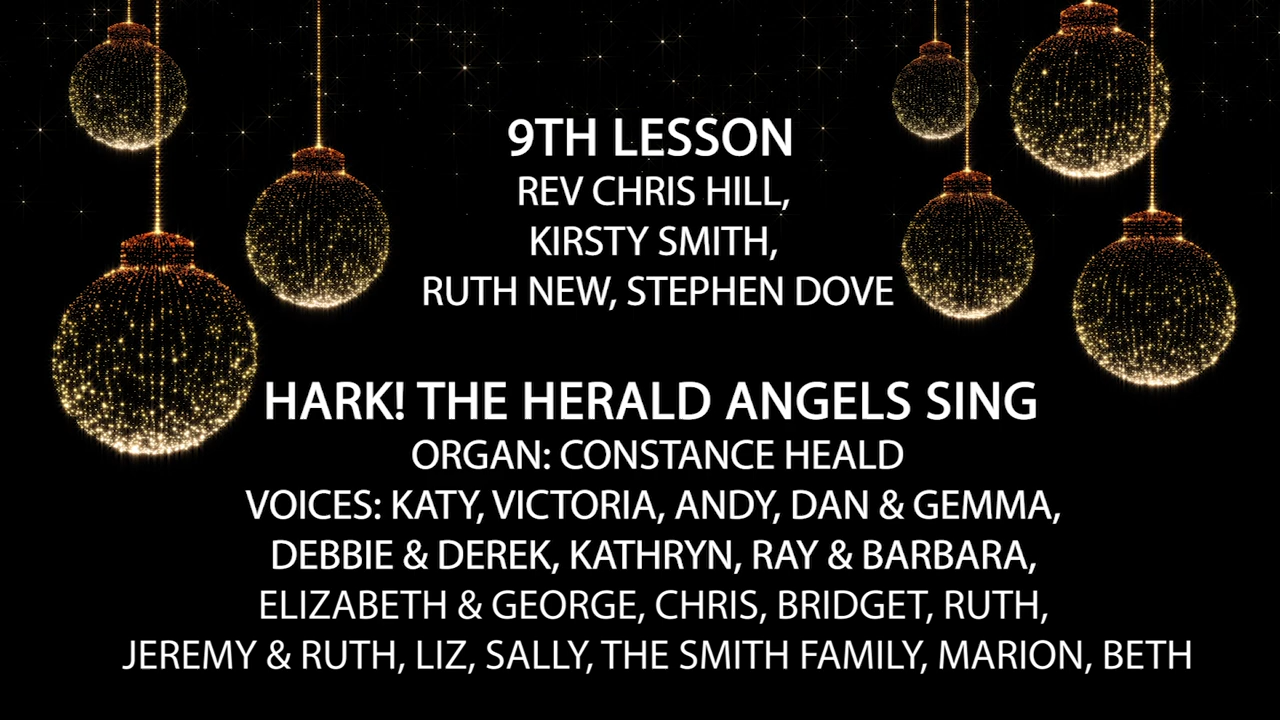 9TH LESSON
REV CHRIS HILL,
KIRSTY SMITH,
RUTH NEW, STEPHEN DOVE
HARK! THE HERALD ANGELS SING
ORGAN: CONSTANCE HEALD
VOICES: KATY, VICTORIA, ANDY, DAN & GEMMA,
DEBBIE & DEREK, KATHRYN, RAY & BARBARA,
ELIZABETH & GEORGE, CHRIS, BRIDGET, RUTH,
JEREMY & RUTH, LIZ, SALLY, THE SMITH FAMILY, MARION, BETH